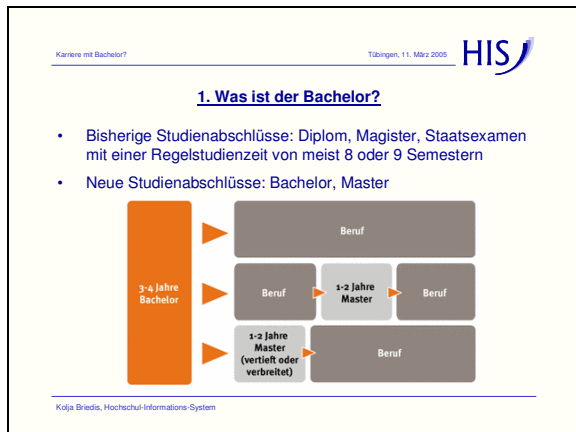 Karriere mit Bachelor?
Tübingen, 11. März 2005
HIS
1. Was ist der Bachelor?
• Bisherige Studienabschlüsse: Diplom, Magister, Staatsexamen
mit einer Regelstudienzeit von meist 8 oder 9 Semestern
• Neue Studienabschlüsse: Bachelor, Master
3-4 Jahre
Bachelor
Beruf
Beruf
1-2 Jahre
Master
Beruf
1-2 Jahre
Master
(vertieft oder
verbreitet)
Beruf
Kolja Briedis, Hochschul-Informations-System